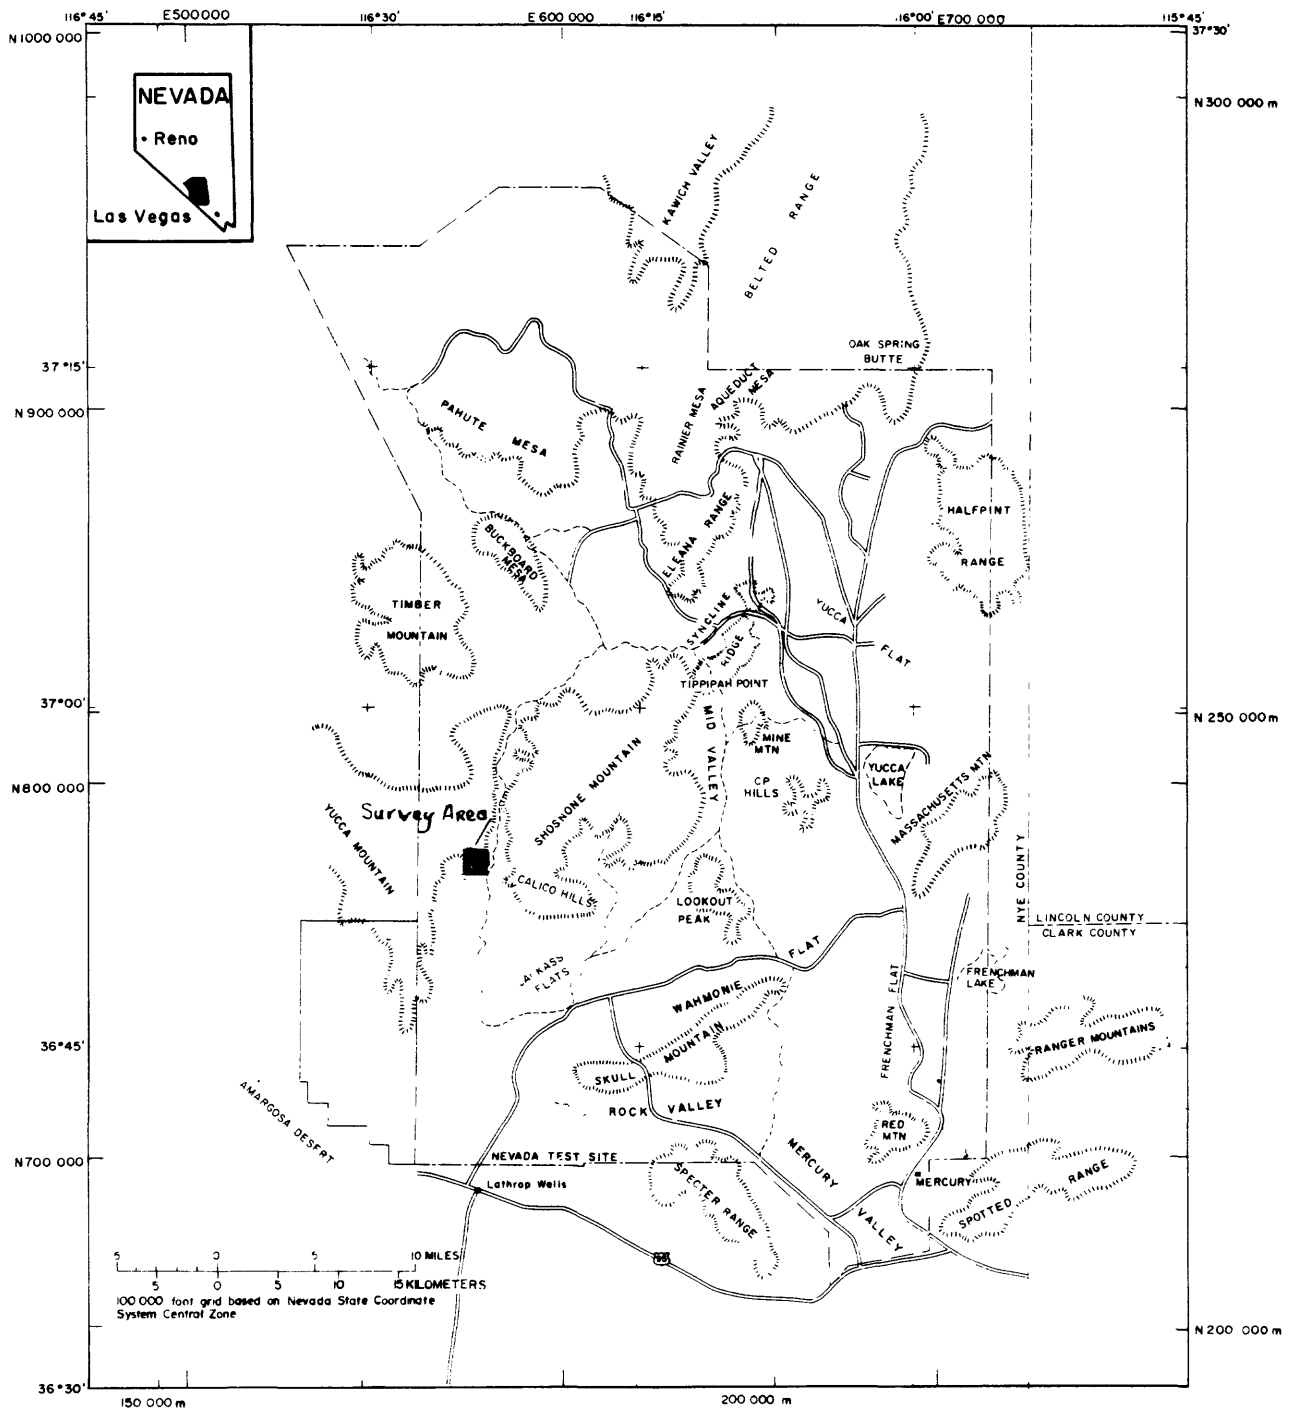 116°45'
E500000
116°30'
E 600 000
116°15'
116°00'
E700 000
115°45'
N 1000 000
37°30'
NEVADA
Reno
Las Vegas
N 300 000 m
KAWICH VALLEY
BELTED RANGE
OAK SPRING
BUTTE
37°15'
N 900 000
PAHUTE MESA
RAINIER MESA
AQUEDUCT
MESA
HALFPINT
RANGE
BUCKBOARD
MESA
ELEANA RANGE
TIMBER
MOUNTAIN
SYNCLINE
RIDGE
YUCCA
FLAT
TIPPIPAH POINT
37°00'
N 250 000 m
MID VALLEY
MINE
MTN
CP
HILLS
YUCCA
LAKE
MASSACHUSETTS MTN
N800 000
SHOSNONE MOUNTAIN
Survey Area
YUCCA MOUNTAIN
CALICO HILLS
LOOKOUT
PEAK
NYE COUNTY
LINCOLN COUNTY
CLARK COUNTY
FLAT
FLATS
WAHMONIE
FRENCHMAN FLAT
FRENCHMAN
LAKE
36°45'
MOUNTAIN
SKULL
RANGER MOUNTAINS
ROCK VALLEY
AMARGOSA DESERT
RED
MTN
N700 000
NEVADA TEST SITE
MERCURY
VALLEY
Lathrop Wells
SPECTER RANGE
MERCURY
SPOTTED
RANGE
5 0 5 10 MILES
5 0 5 10 15 KILOMETERS
100 000 foot grid based on Nevada State Coordinate
System Central Zone
N 200 000 m
36°30'
150 000 m
200 000 m